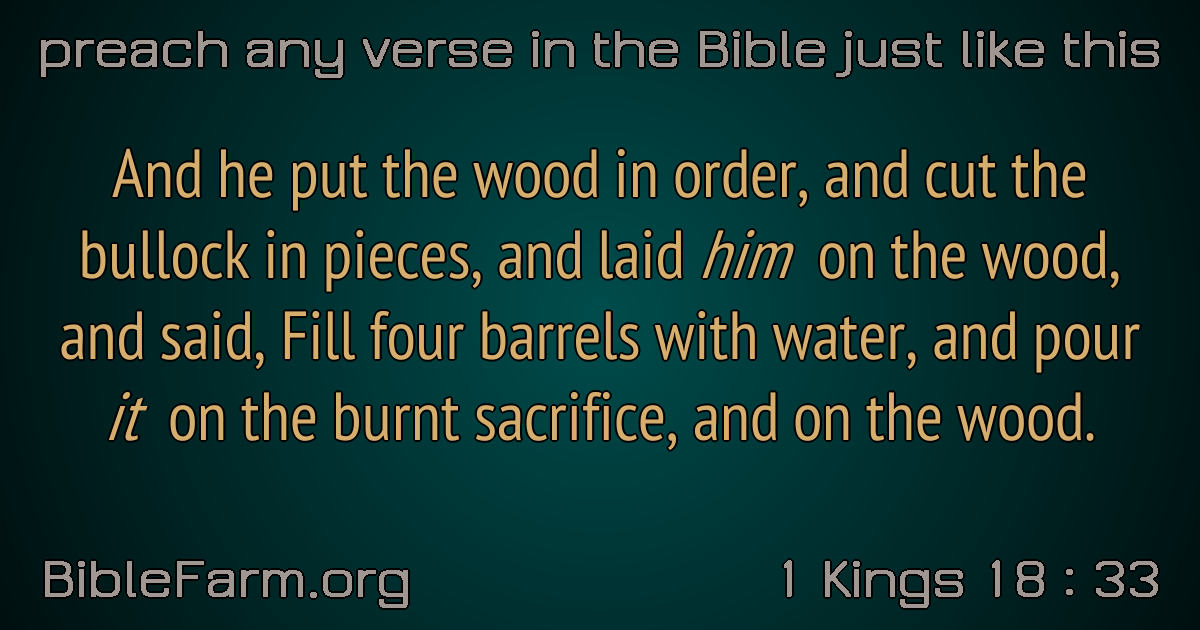 preach any verse in the Bible just like this
And he put the wood in order, and cut the
bullock in pieces, and laid him on the wood,
and said, Fill four barrels with water, and pour
it on the burnt sacrifice, and on the wood.
BibleFarm.org
1 Kings 18 : 33